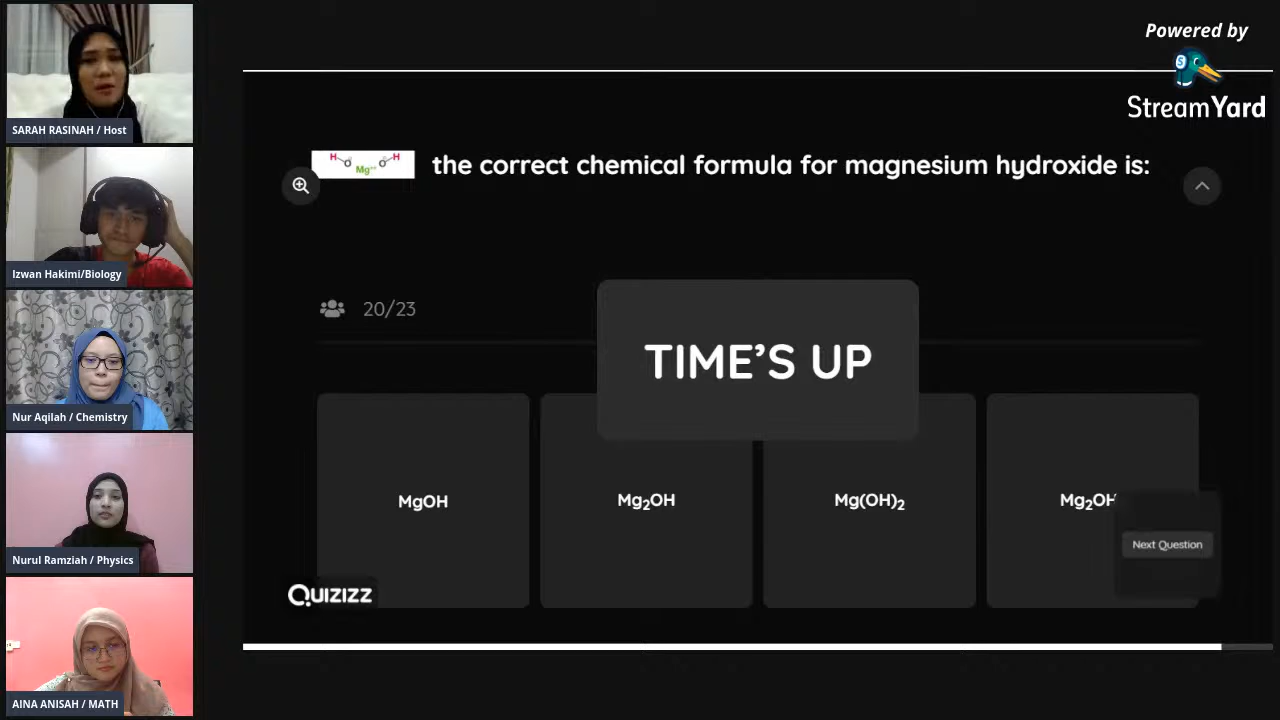 Powered by
StreamYard
SARAH RASINAH / Host
Izwan Hakimi/Biology
Nur Aqilah / Chemistry
Nurul Ramziah / Physics
AINA ANISAH / MATH
H O Mg++ O H
the correct chemical formula for magnesium hydroxide is:
20/23
TIME'S UP
MgOH
Mg₂OH
Mg(OH)₂
Mg₂OH
Next Question
QUIZIZZ